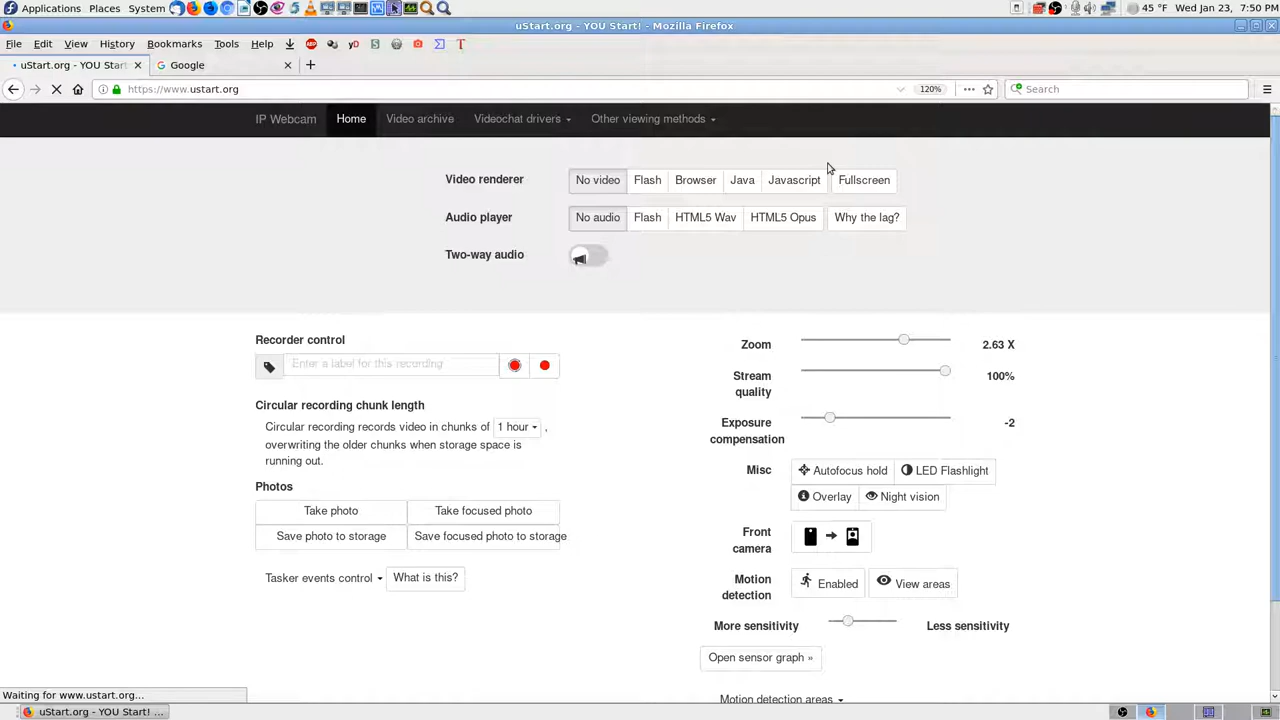 Applications Places System 45 °F Wed Jan 23, 7:50 PM
uStart.org - YOU Start! - Mozilla Firefox
File Edit View History Bookmarks Tools Help
uStart.org - YOU Start
Google
https://www.ustart.org 120% Search
IP Webcam Home Video archive Videochat drivers Other viewing methods
Video renderer No video Flash Browser Java Javascript Fullscreen
Audio player No audio Flash HTML5 Wav HTML5 Opus Why the lag?
Two-way audio
Recorder control
Enter a label for this recording
Circular recording chunk length
Circular recording records video in chunks of 1 hour ,
overwriting the older chunks when storage space is
running out.
Photos
Take photo Take focused photo
Save photo to storage Save focused photo to storage
Tasker events control What is this?
Zoom 2.63 X
Stream quality 100%
Exposure compensation -2
Misc Autofocus hold LED Flashlight
Overlay Night vision
Front camera
Motion detection Enabled View areas
More sensitivity Less sensitivity
Open sensor graph »
Motion detection areas
Waiting for www.ustart.org...
uStart.org - YOU Start! ...